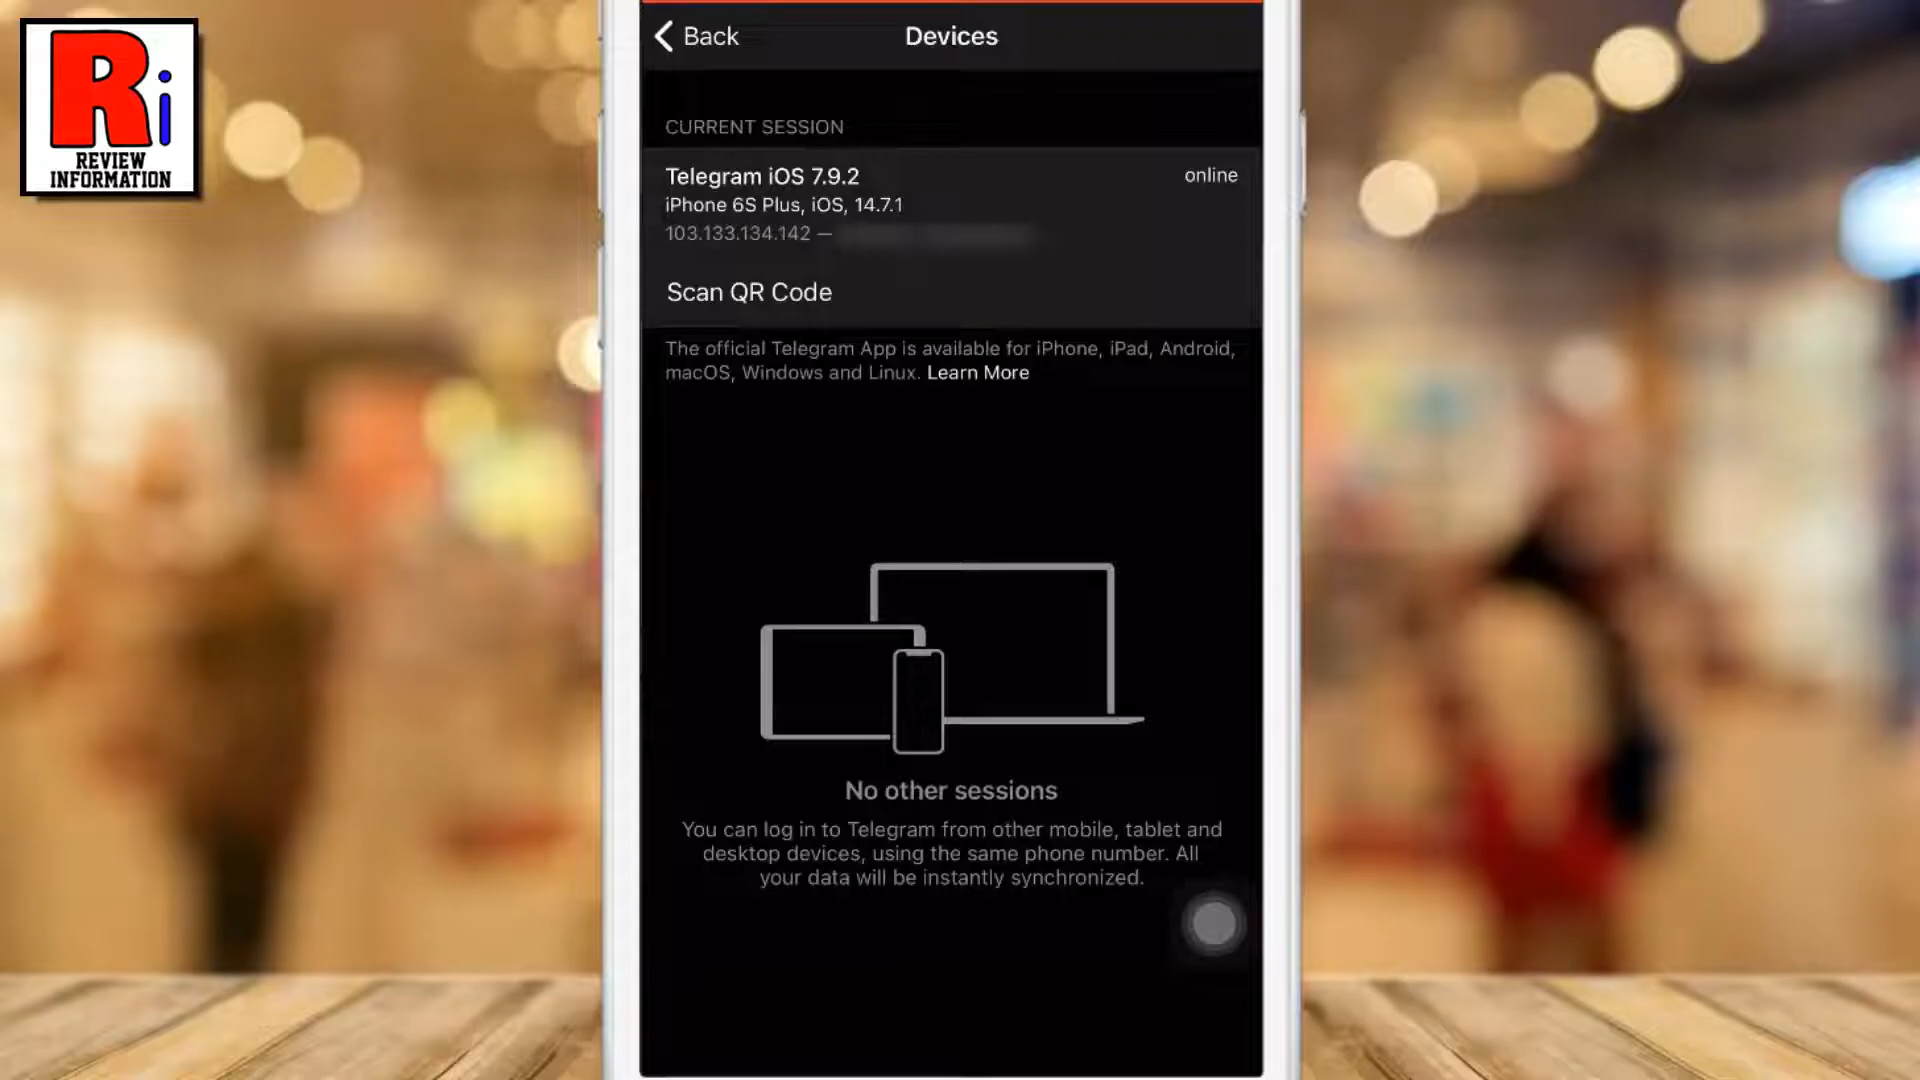 Ri
REVIEW
INFORMATION
Back
Devices
CURRENT SESSION
Telegram iOS 7.9.2
online
iPhone 6S Plus, iOS, 14.7.1
103.133.134.142 –
Scan QR Code
The official Telegram App is available for iPhone, iPad, Android,
macOS, Windows and Linux. Learn More
No other sessions
You can log in to Telegram from other mobile, tablet and
desktop devices, using the same phone number. All
your data will be instantly synchronized.